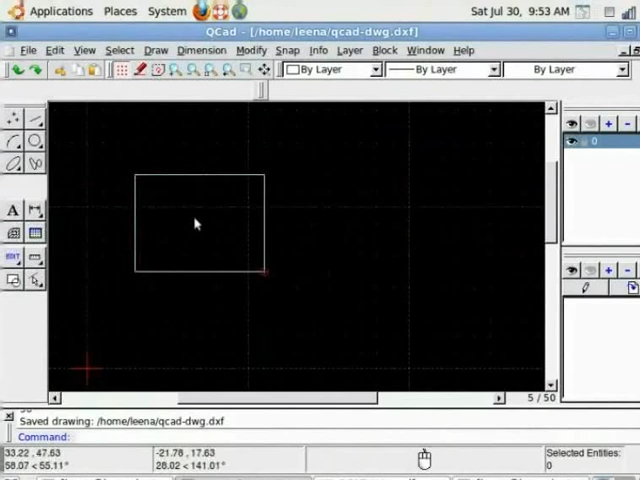 Applications Places System Sat Jul 30, 9:53 AM
QCad - [/home/leena/qcad-dwg.dxf]
File Edit View Select Draw Dimension Modify Snap Info Layer Block Window Help
By Layer By Layer By Layer
0
A
EDIT
5 / 50
Saved drawing: /home/leena/qcad-dwg.dxf
Command:
33.22 , 47.63 -21.78 , 17.63 Selected Entities:
58.07 < 55.11° 28.02 < 141.01° 0